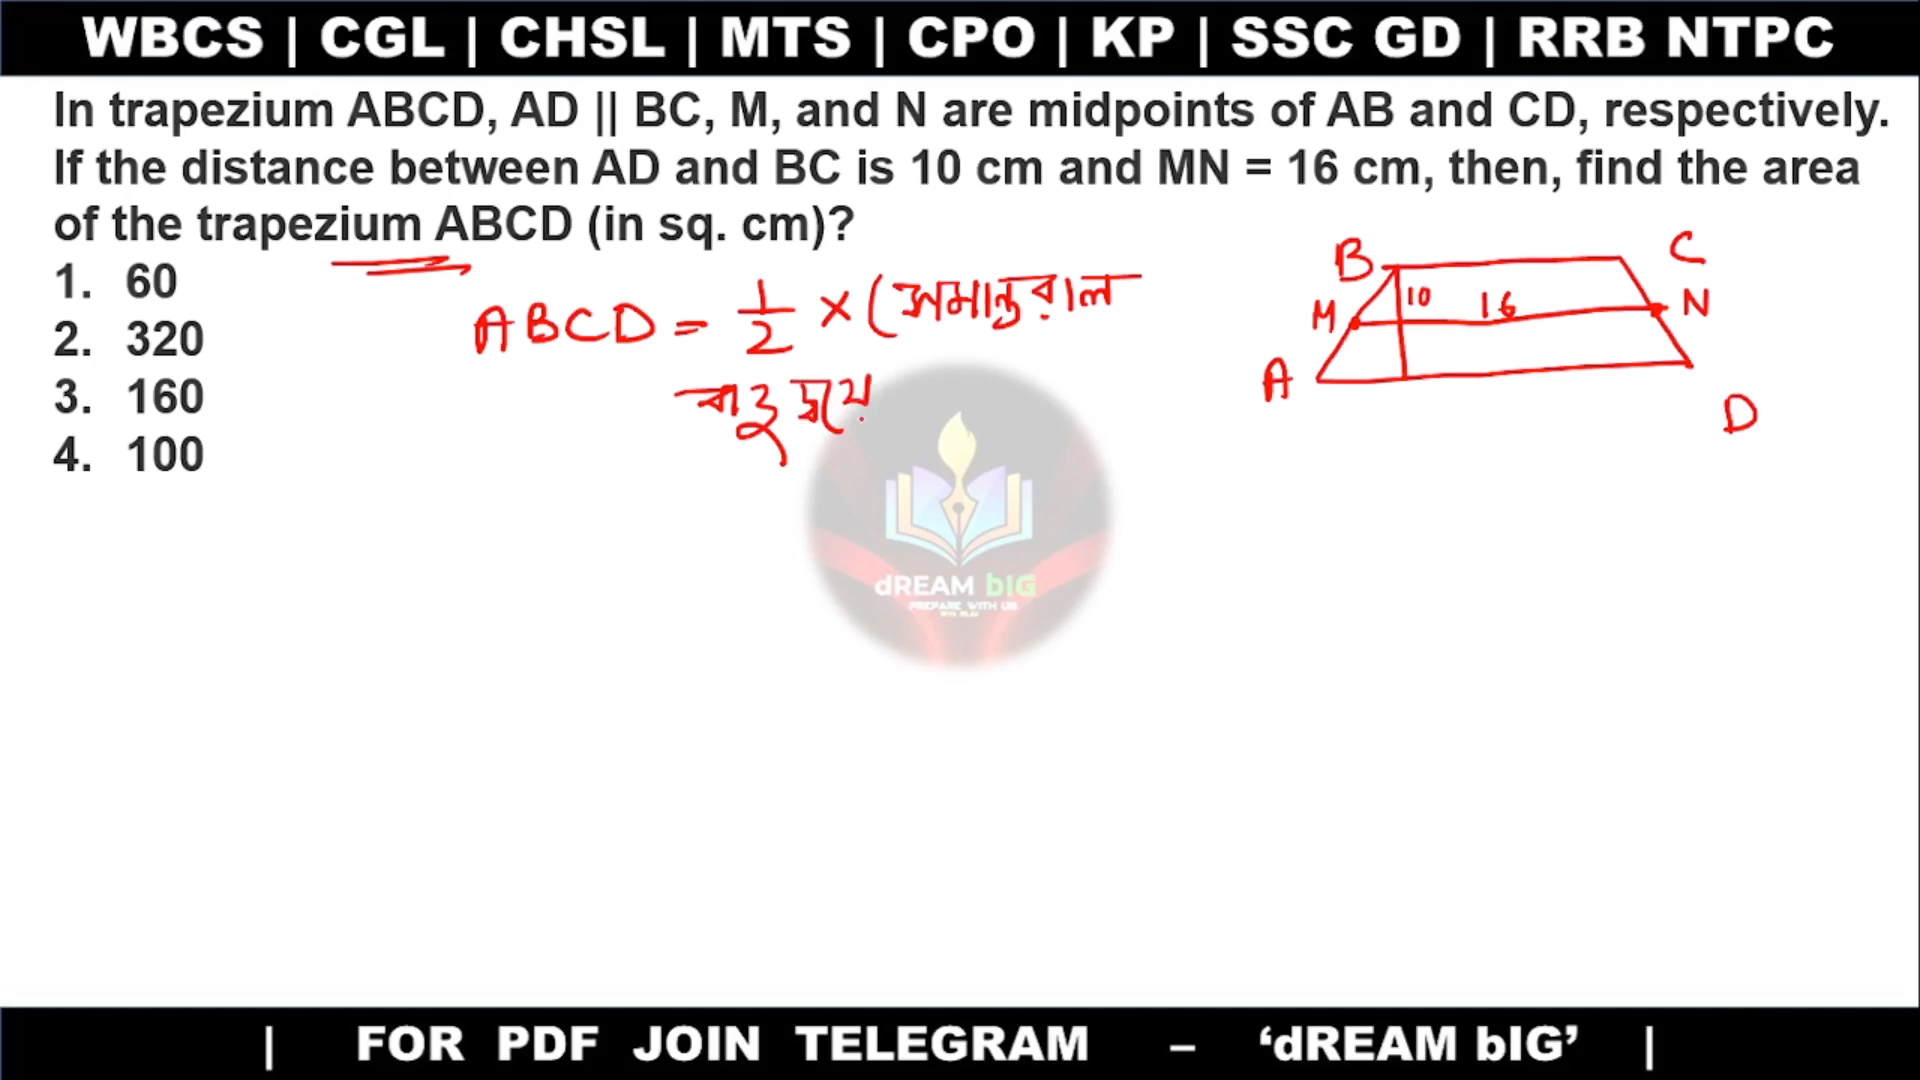 WBCS | CGL | CHSL | MTS | CPO | KP | SSC GD | RRB NTPC
In trapezium ABCD, AD || BC, M, and N are midpoints of AB and CD, respectively.
If the distance between AD and BC is 10 cm and MN = 16 cm, then, find the area
of the trapezium ABCD (in sq. cm)?
1. 60
2. 320
3. 160
4. 100
ABCD = 1/2 × (সমান্তরাল
বাহুদ্বয়
B C
M 10 16 N
A
D
dREAM bIG
PREPARE WITH US
| FOR PDF JOIN TELEGRAM – ‘dREAM bIG’ |